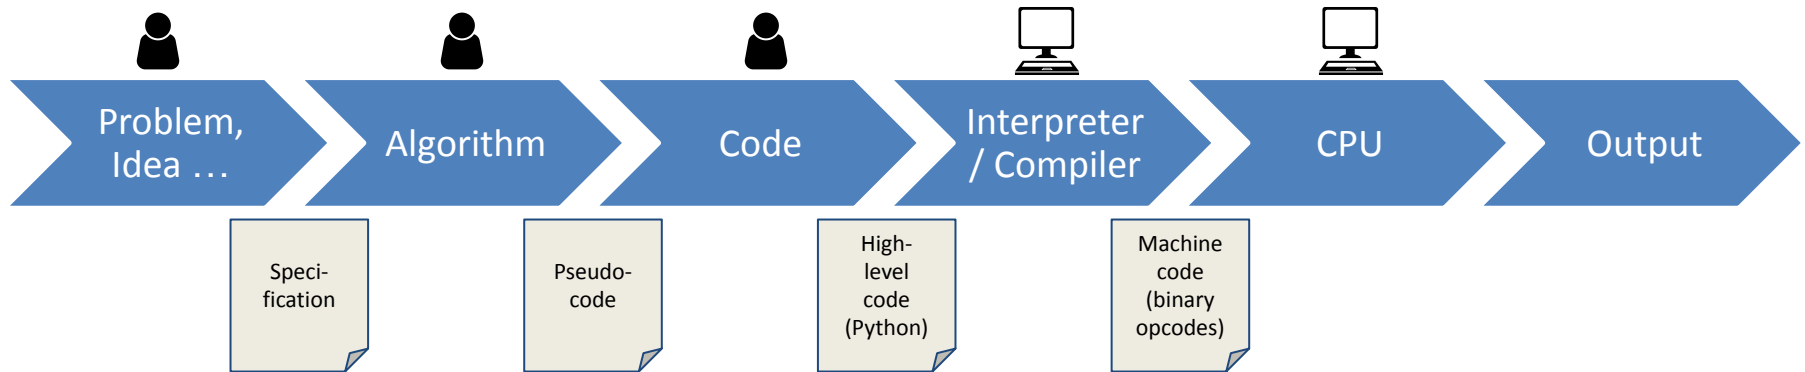 Problem,
Idea …
Algorithm
Code
Interpreter
/ Compiler
CPU
Output
Speci-
fication
Pseudo-
code
High-
level
code
(Python)
Machine
code
(binary
opcodes)